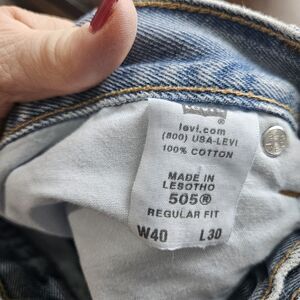 ®
levi.com
(800) USA-LEVI
100% COTTON
MADE IN
LESOTHO
505®
REGULAR FIT
W40 L30